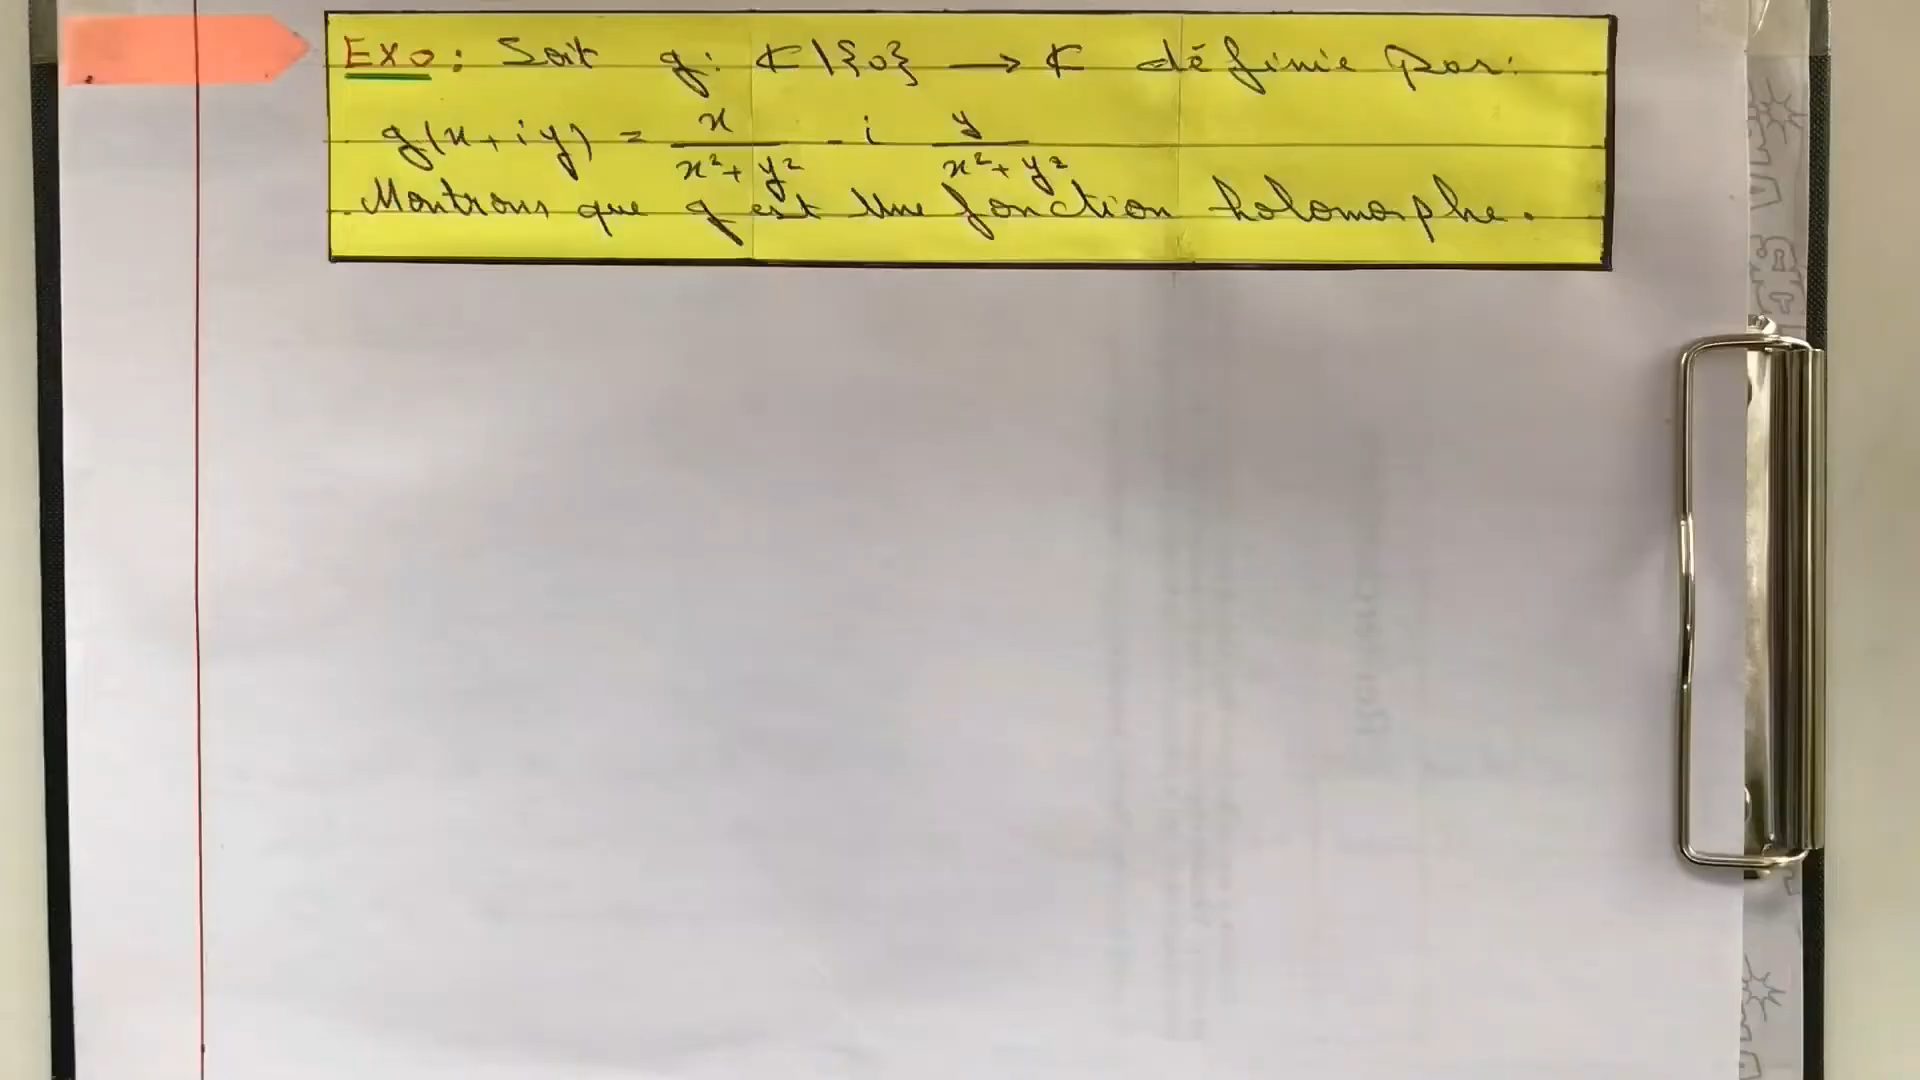 Exo : Soit g : ℂ\{0} → ℂ définie par :
g(x+iy) = x/(x²+y²) - i y/(x²+y²)
Montrons que g est une fonction holomorphe.